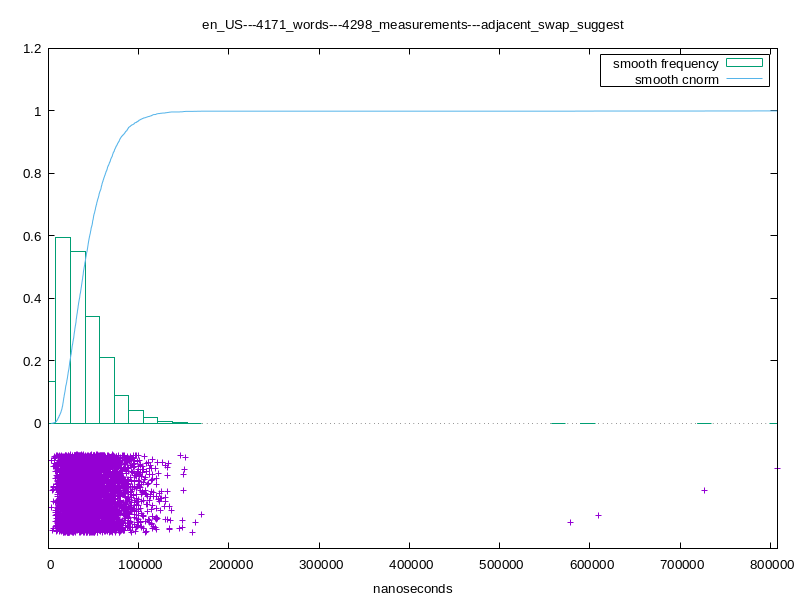 en_US---4171_words---4298_measurements---adjacent_swap_suggest
smooth frequency
smooth cnorm
1.2
1
0.8
0.6
0.4
0.2
0
0 100000 200000 300000 400000 500000 600000 700000 800000
nanoseconds